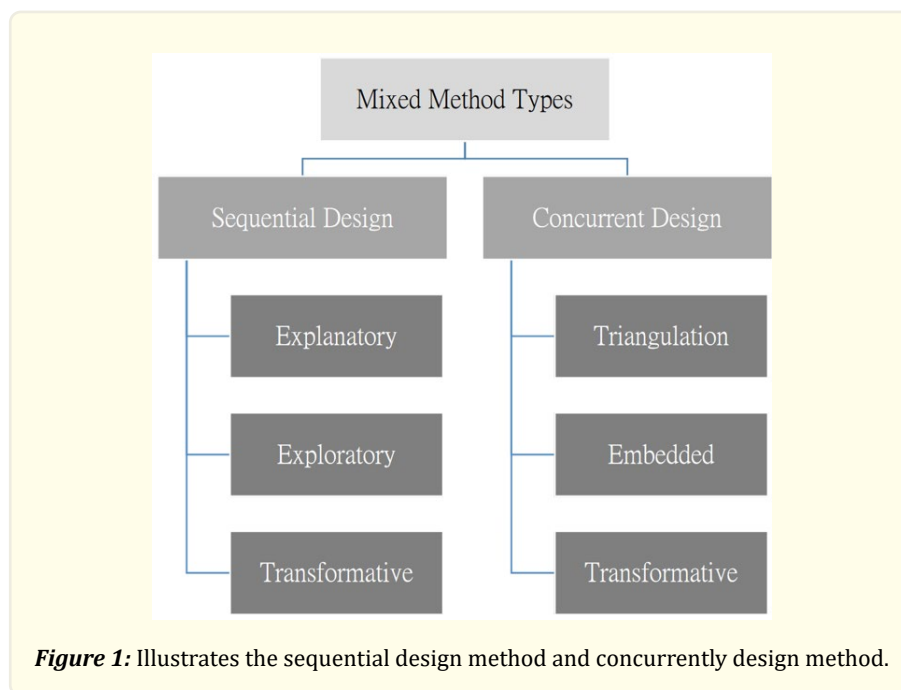 Mixed Method Types
Sequential Design
Concurrent Design
Explanatory
Triangulation
Exploratory
Embedded
Transformative
Transformative
Figure 1: Illustrates the sequential design method and concurrently design method.